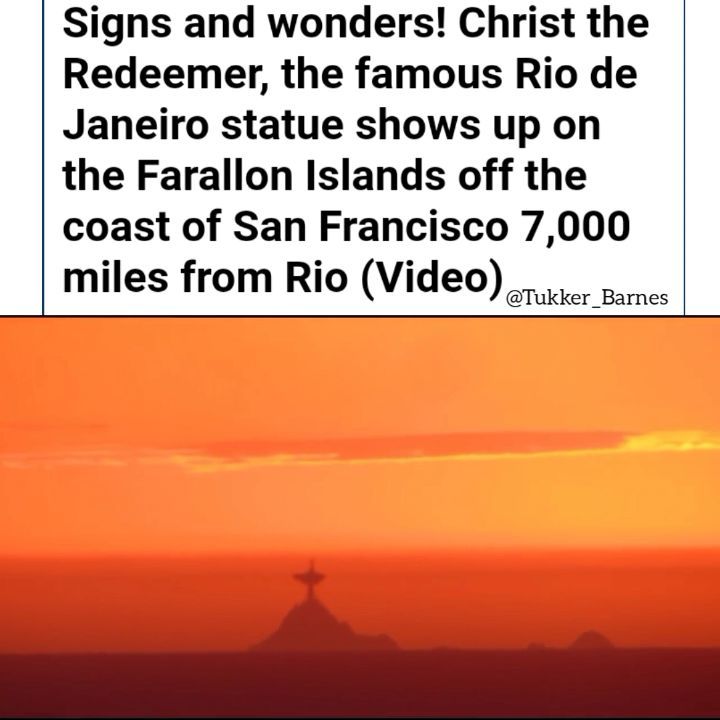 Signs and wonders! Christ the
Redeemer, the famous Rio de
Janeiro statue shows up on
the Farallon Islands off the
coast of San Francisco 7,000
miles from Rio (Video)
@Tukker_Barnes